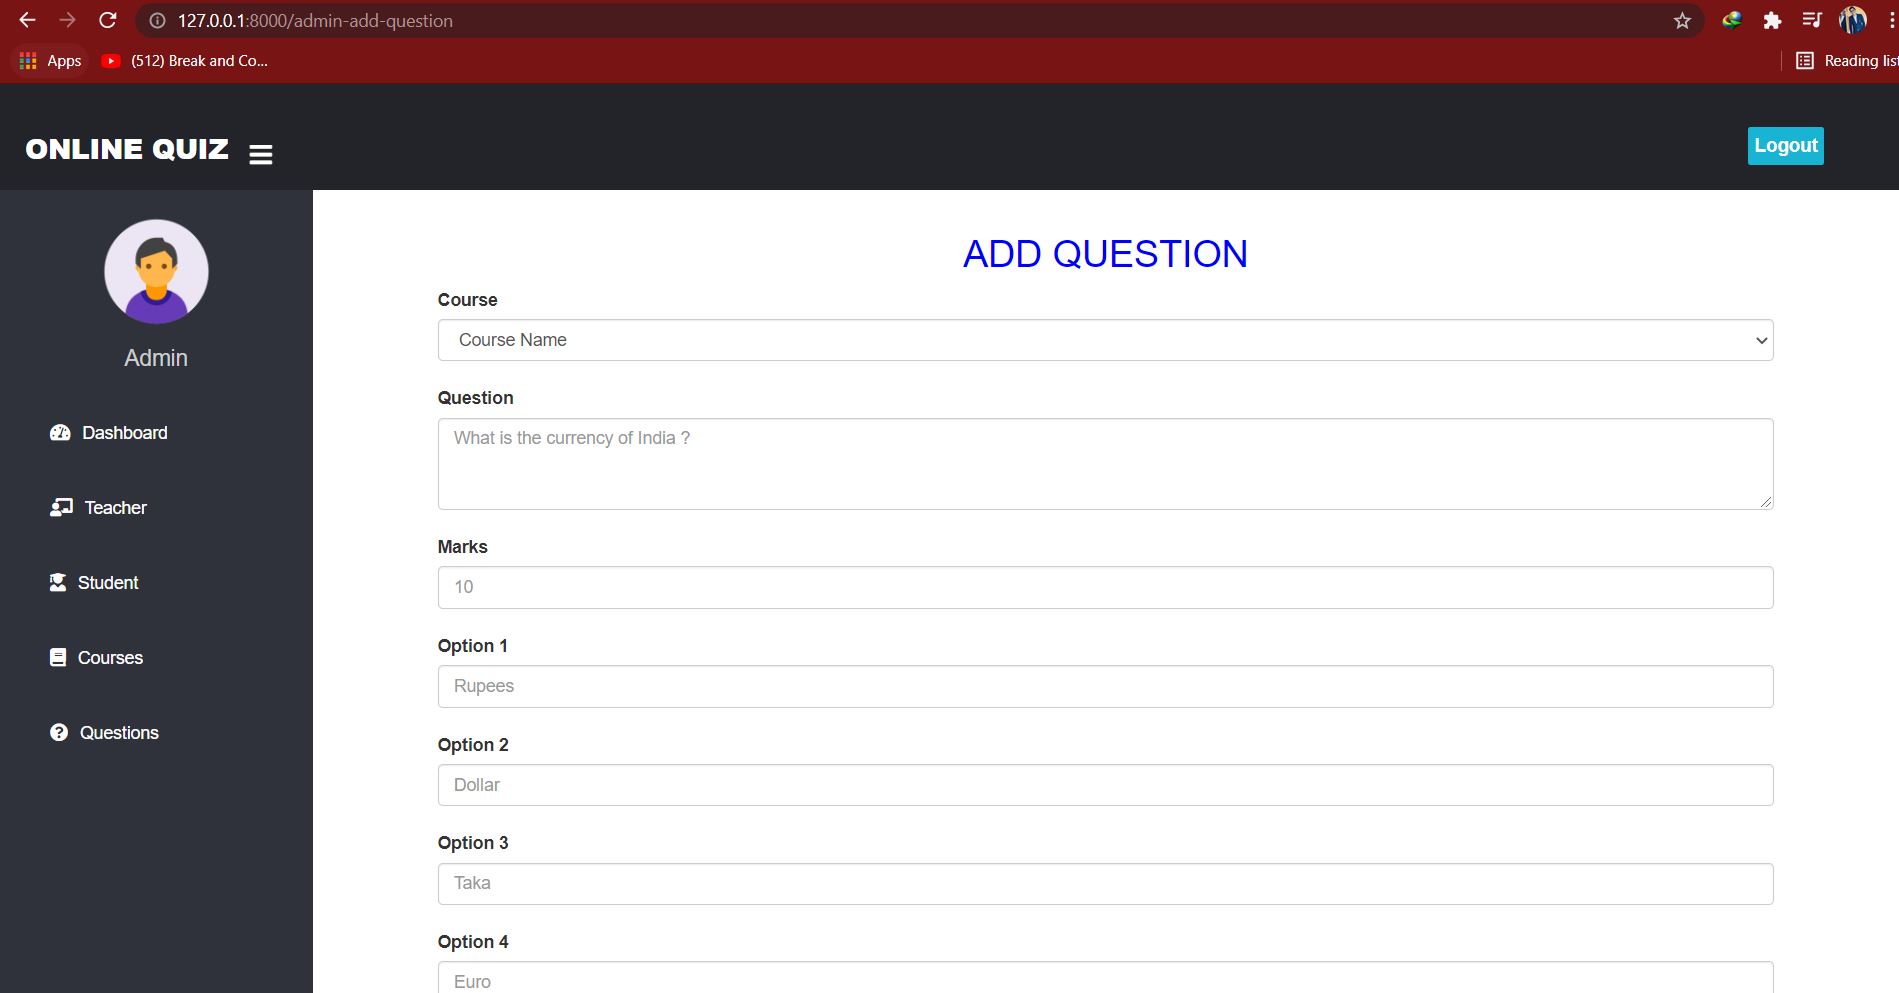 127.0.0.1:8000/admin-add-question
Apps
(512) Break and Co...
Reading list
ONLINE QUIZ
Logout
Admin
Dashboard
Teacher
Student
Courses
Questions
ADD QUESTION
Course
Course Name
Question
What is the currency of India ?
Marks
10
Option 1
Rupees
Option 2
Dollar
Option 3
Taka
Option 4
Euro